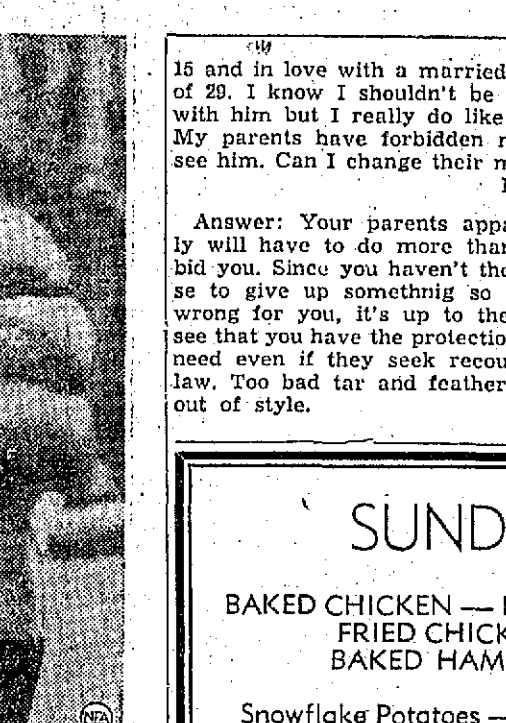 15 and in love with a married
of 29. I know I shouldn't be
with him but I really do like
My parents have forbidden
see him. Can I change their

Answer: Your parents appa
ly will have to do more than
bid you. Since you haven't the
se to give up somethnig so
wrong for you, it's up to the
see that you have the protectio
need even if they seek recou
law. Too bad tar and feather
out of style.

SUND
BAKED CHICKEN —
FRIED CHICK
BAKED HAM
Snowflake Potatoes —
NEA